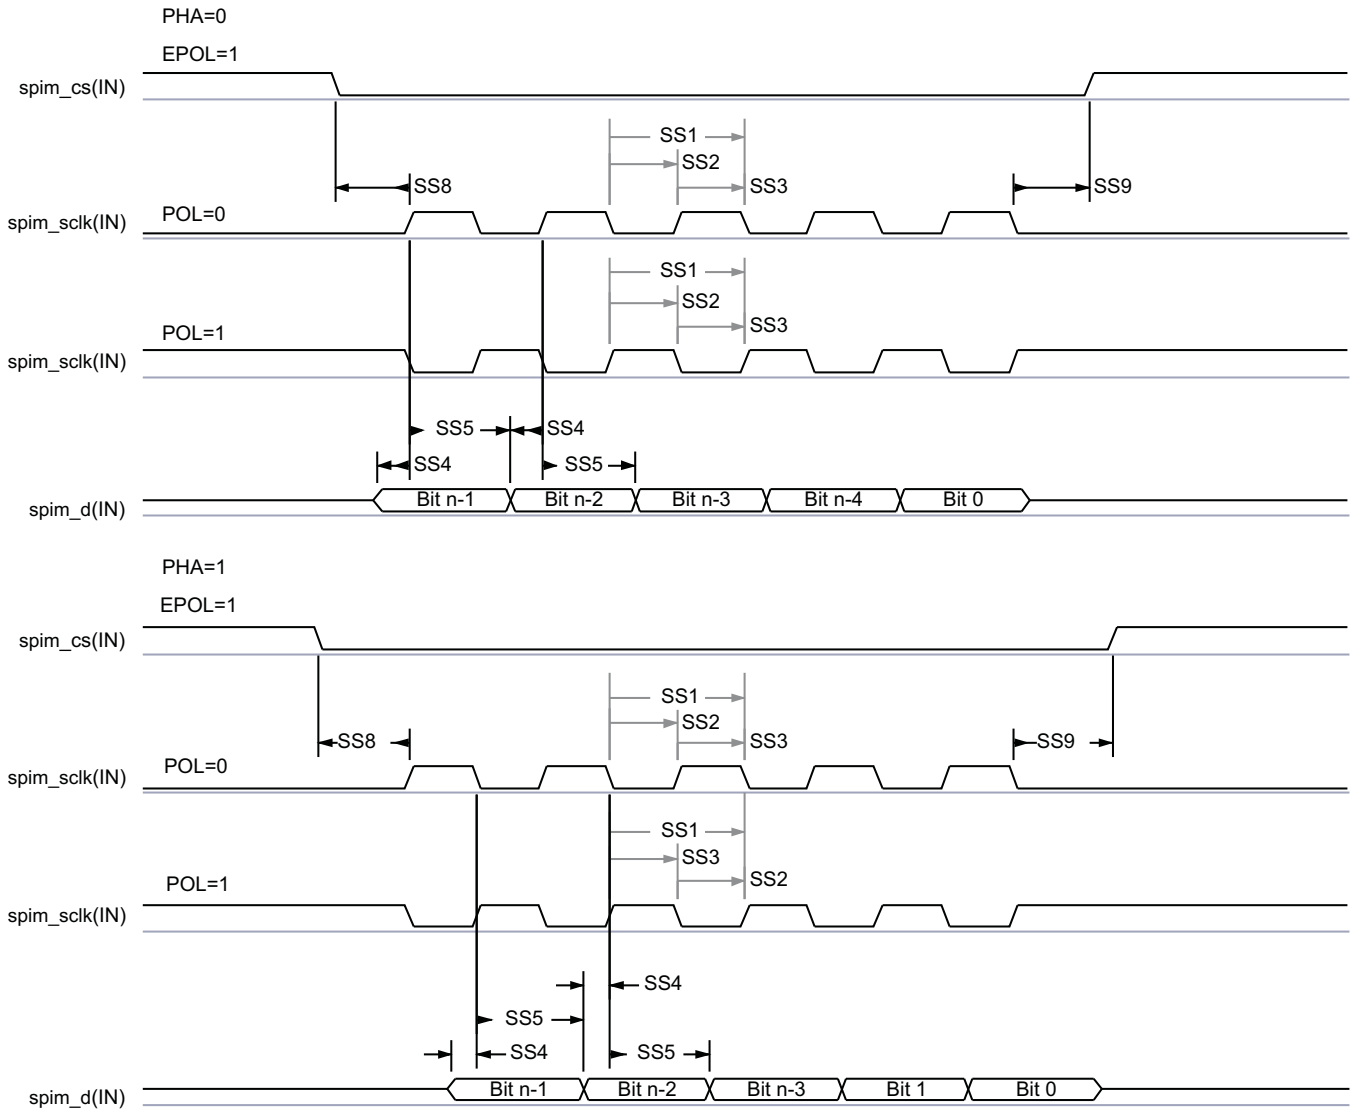 PHA=0
EPOL=1
spim_cs(IN)
SS1
SS2
SS8
SS3
SS9
POL=0
spim_sclk(IN)
SS1
SS2
SS3
POL=1
spim_sclk(IN)
SS5
SS4
SS4
SS5
Bit n-1
Bit n-2
Bit n-3
Bit n-4
Bit 0
spim_d(IN)
PHA=1
EPOL=1
spim_cs(IN)
SS1
SS2
SS8
SS3
SS9
POL=0
spim_sclk(IN)
SS1
SS3
SS2
POL=1
spim_sclk(IN)
SS4
SS5
SS4
SS5
Bit n-1
Bit n-2
Bit n-3
Bit 1
Bit 0
spim_d(IN)